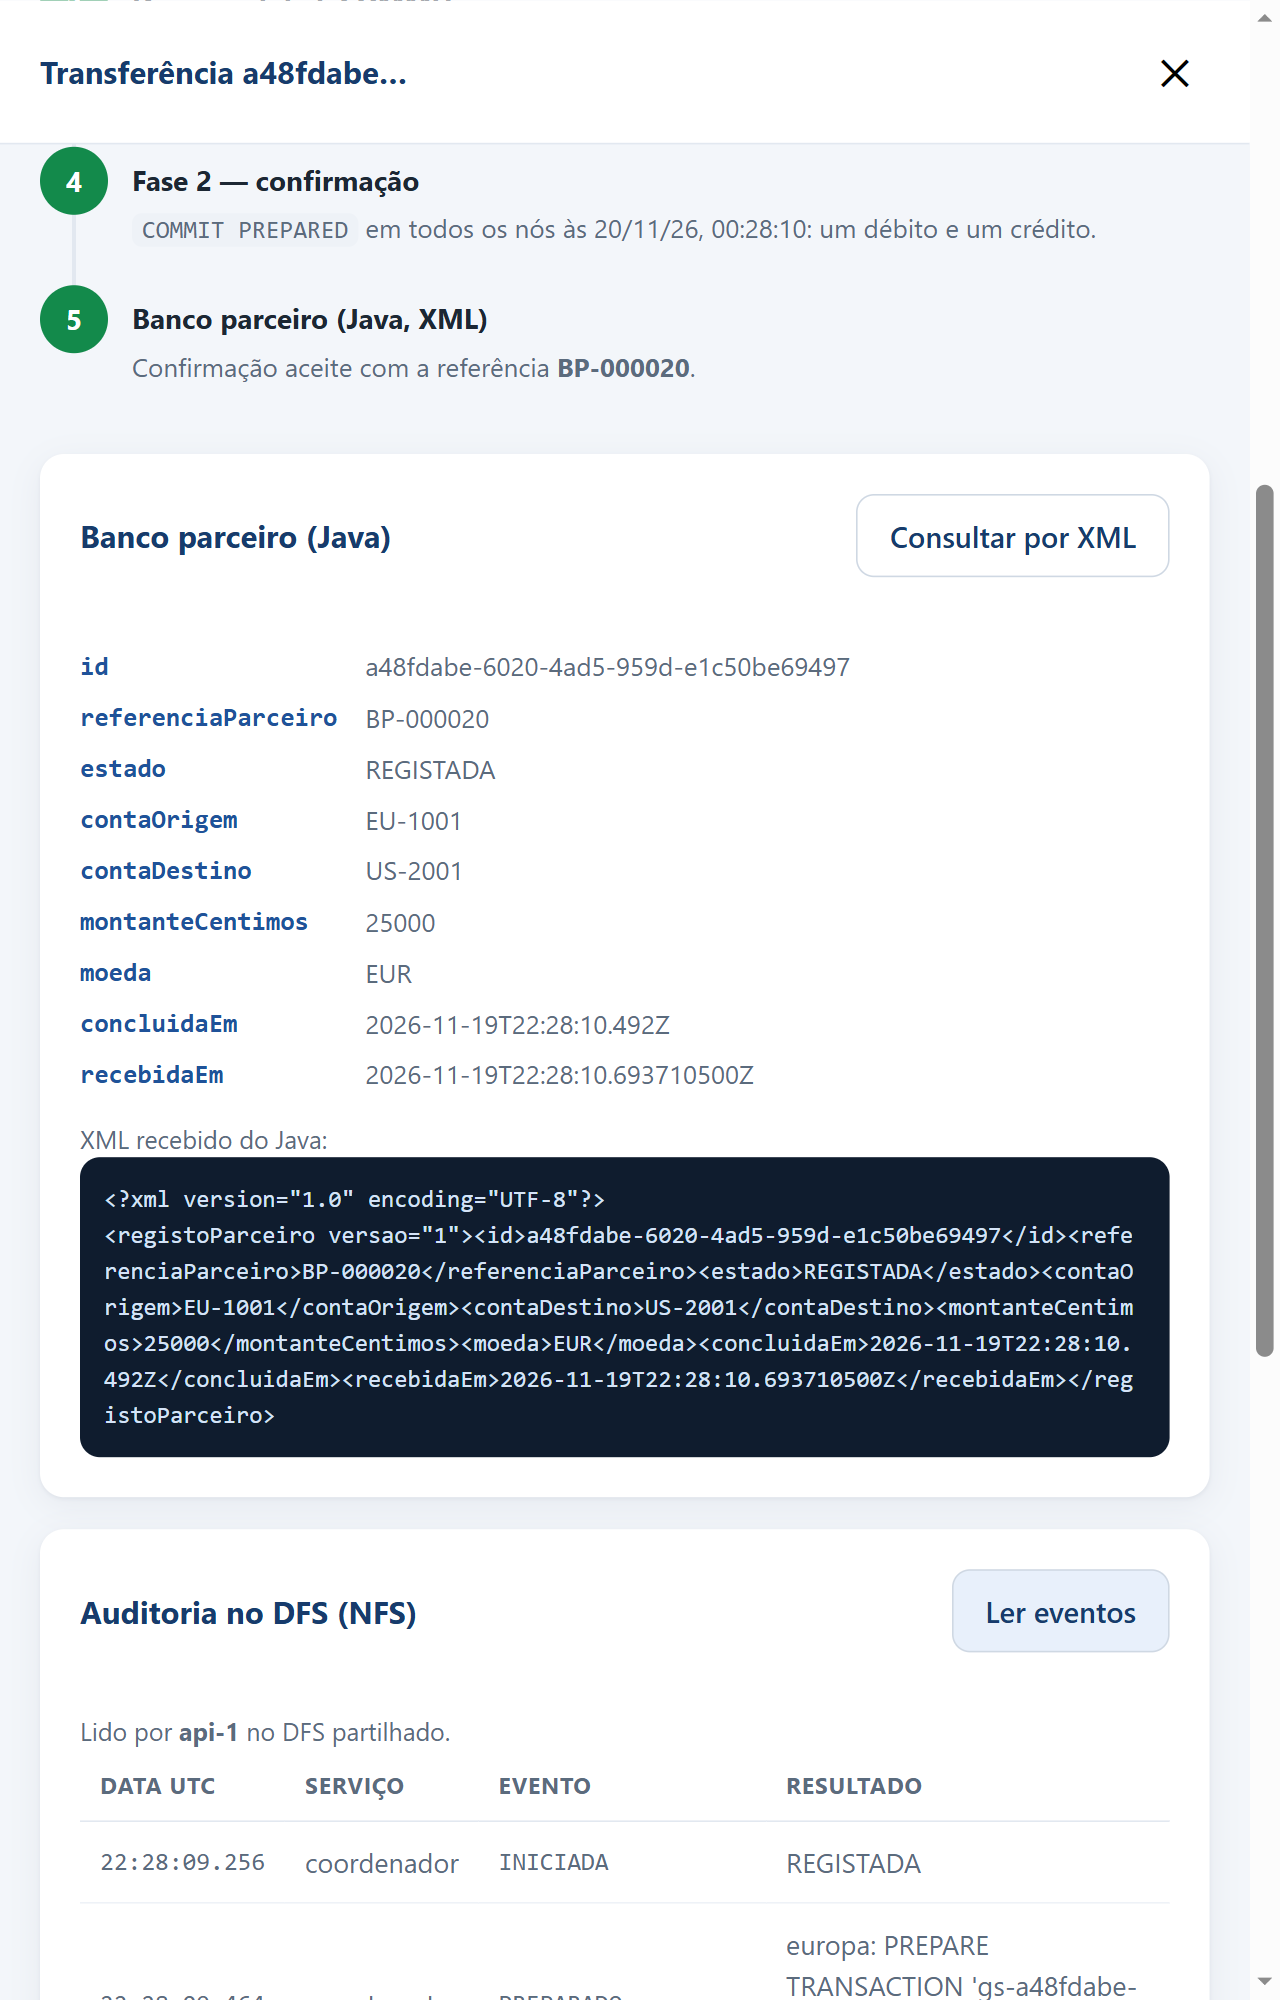 Transferência a48fdabe...
4
Fase 2 — confirmação
COMMIT PREPARED em todos os nós às 20/11/26, 00:28:10: um débito e um crédito.
5
Banco parceiro (Java, XML)
Confirmação aceite com a referência BP-000020.
Banco parceiro (Java)
Consultar por XML
id a48fdabe-6020-4ad5-959d-e1c50be69497
referenciaParceiro BP-000020
estado REGISTADA
contaOrigem EU-1001
contaDestino US-2001
montanteCentimos 25000
moeda EUR
concluidaEm 2026-11-19T22:28:10.492Z
recebidaEm 2026-11-19T22:28:10.693710500Z
XML recebido do Java:
<?xml version="1.0" encoding="UTF-8"?>
<registoParceiro versao="1"><id>a48fdabe-6020-4ad5-959d-e1c50be69497</id><refe
renciaParceiro>BP-000020</referenciaParceiro><estado>REGISTADA</estado><contaO
rigem>EU-1001</contaOrigem><contaDestino>US-2001</contaDestino><montanteCentim
os>25000</montanteCentimos><moeda>EUR</moeda><concluidaEm>2026-11-19T22:28:10.
492Z</concluidaEm><recebidaEm>2026-11-19T22:28:10.693710500Z</recebidaEm></reg
istoParceiro>
Auditoria no DFS (NFS)
Ler eventos
Lido por api-1 no DFS partilhado.
DATA UTC SERVIÇO EVENTO RESULTADO
22:28:09.256 coordenador INICIADA REGISTADA
europa: PREPARE
TRANSACTION 'gs-a48fdabe-